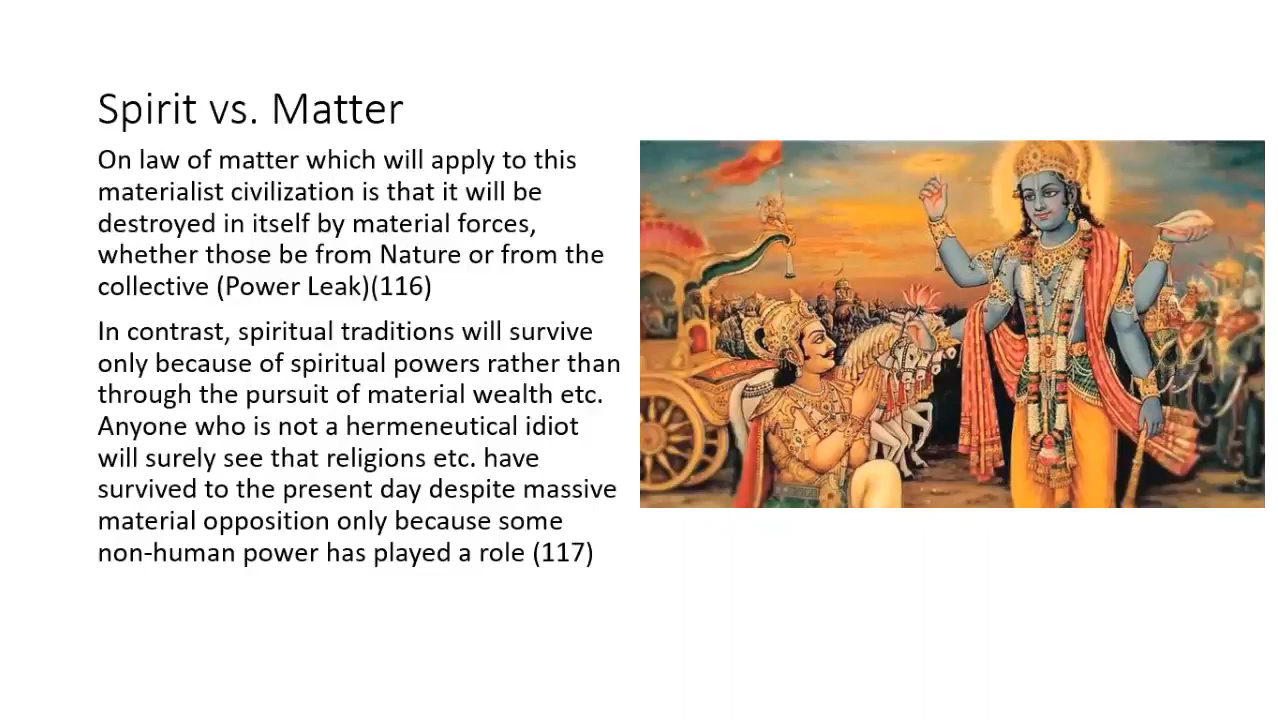 Spirit vs. Matter
On law of matter which will apply to this
materialist civilization is that it will be
destroyed in itself by material forces,
whether those be from Nature or from the
collective (Power Leak)(116)
In contrast, spiritual traditions will survive
only because of spiritual powers rather than
through the pursuit of material wealth etc.
Anyone who is not a hermeneutical idiot
will surely see that religions etc. have
survived to the present day despite massive
material opposition only because some
non-human power has played a role (117)